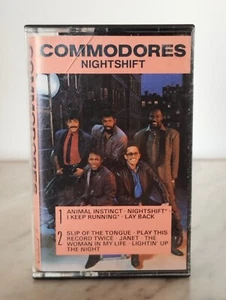 COMMODORES
NIGHTSHIFT
1 ANIMAL INSTINCT · NIGHTSHIFT*
I KEEP RUNNING* · LAY BACK
2 SLIP OF THE TONGUE · PLAY THIS
RECORD TWICE · JANET · THE
WOMAN IN MY LIFE · LIGHTIN' UP
THE NIGHT
COMMODORES